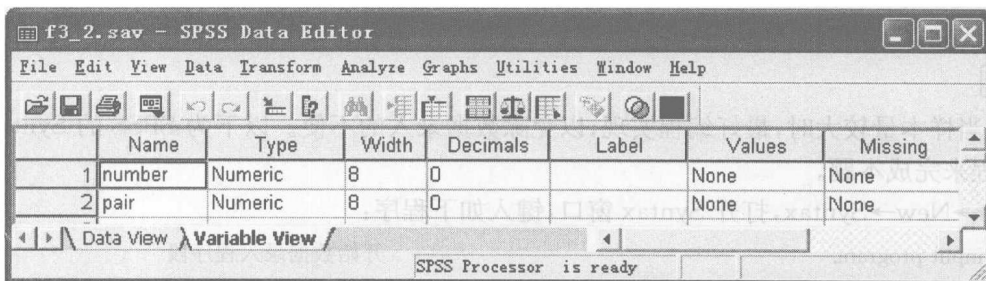 f3_2.sav - SPSS Data Editor
File Edit View Data Transform Analyze Graphs Utilities Window Help
Name Type Width Decimals Label Values Missing
1 number Numeric 8 0 None None
2 pair Numeric 8 0 None None
Data View Variable View
SPSS Processor is ready